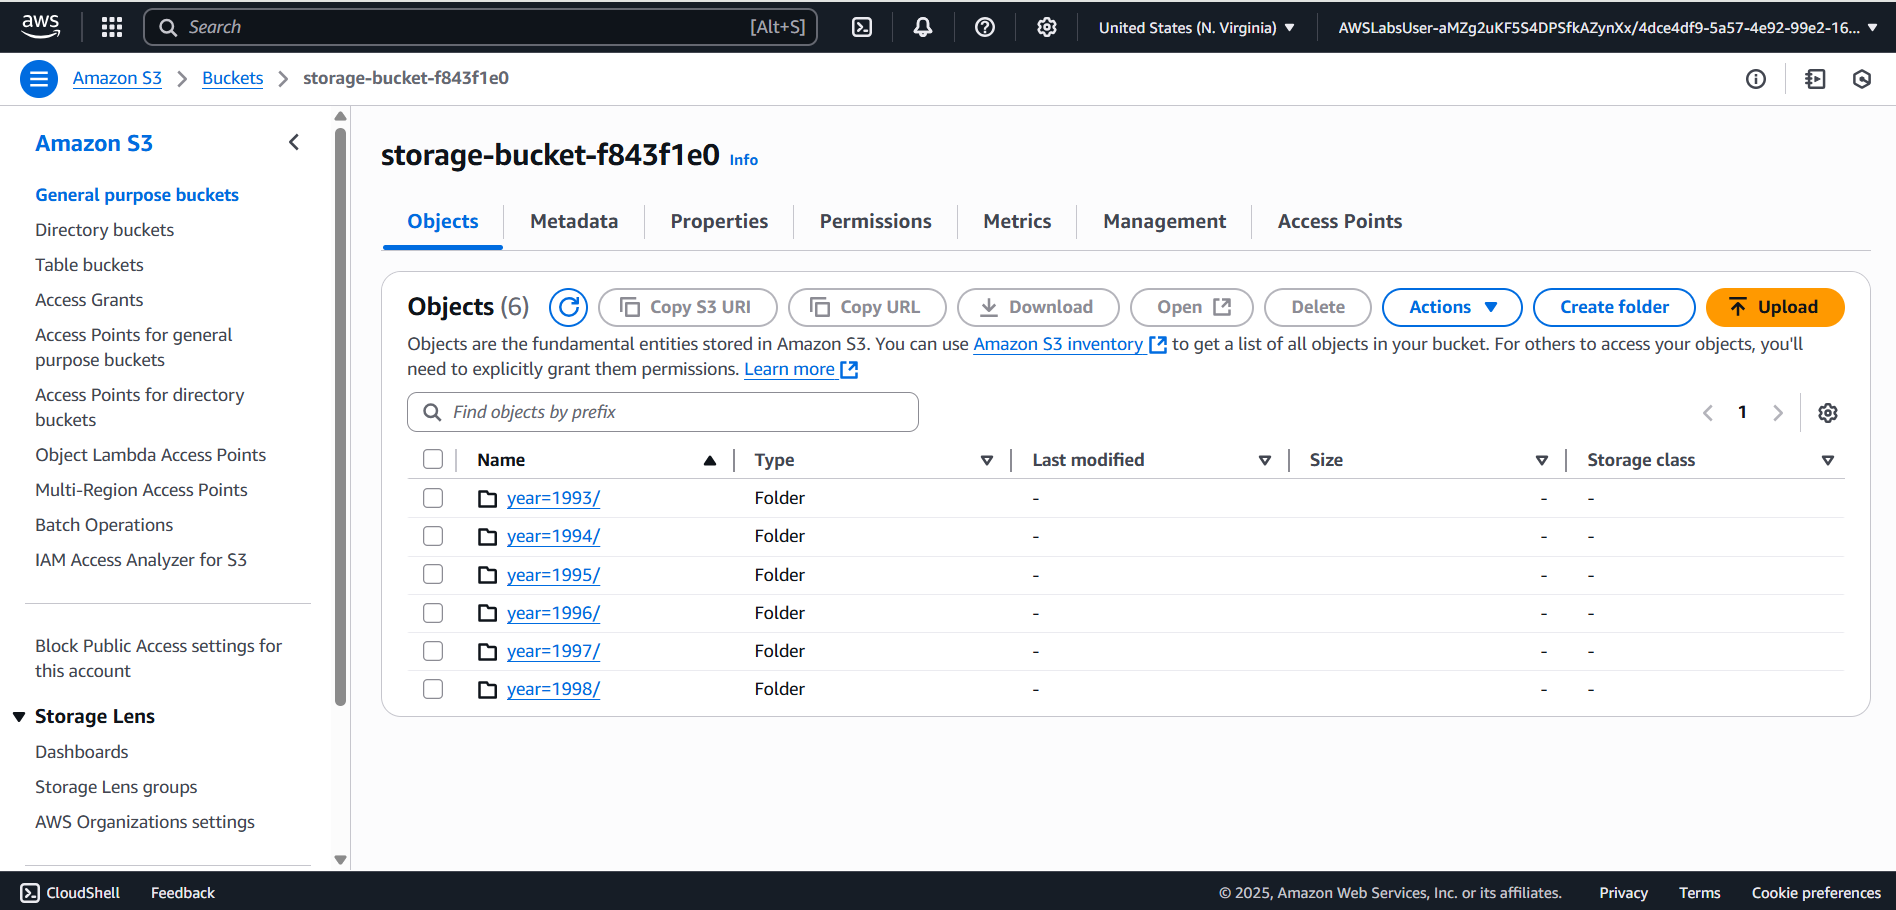 aws
Search [Alt+S]
United States (N. Virginia)
AWSLabsUser-aMZg2uKF5S4DPSfkAZynXx/4dce4df9-5a57-4e92-99e2-16...
Amazon S3 > Buckets > storage-bucket-f843f1e0
Amazon S3
General purpose buckets
Directory buckets
Table buckets
Access Grants
Access Points for general
purpose buckets
Access Points for directory
buckets
Object Lambda Access Points
Multi-Region Access Points
Batch Operations
IAM Access Analyzer for S3
Block Public Access settings for
this account
Storage Lens
Dashboards
Storage Lens groups
AWS Organizations settings
storage-bucket-f843f1e0 Info
Objects Metadata Properties Permissions Metrics Management Access Points
Objects (6) Copy S3 URI Copy URL Download Open Delete Actions Create folder Upload
Objects are the fundamental entities stored in Amazon S3. You can use Amazon S3 inventory to get a list of all objects in your bucket. For others to access your objects, you'll
need to explicitly grant them permissions. Learn more
Find objects by prefix
1
Name Type Last modified Size Storage class
year=1993/ Folder - - -
year=1994/ Folder - - -
year=1995/ Folder - - -
year=1996/ Folder - - -
year=1997/ Folder - - -
year=1998/ Folder - - -
CloudShell Feedback
© 2025, Amazon Web Services, Inc. or its affiliates. Privacy Terms Cookie preferences